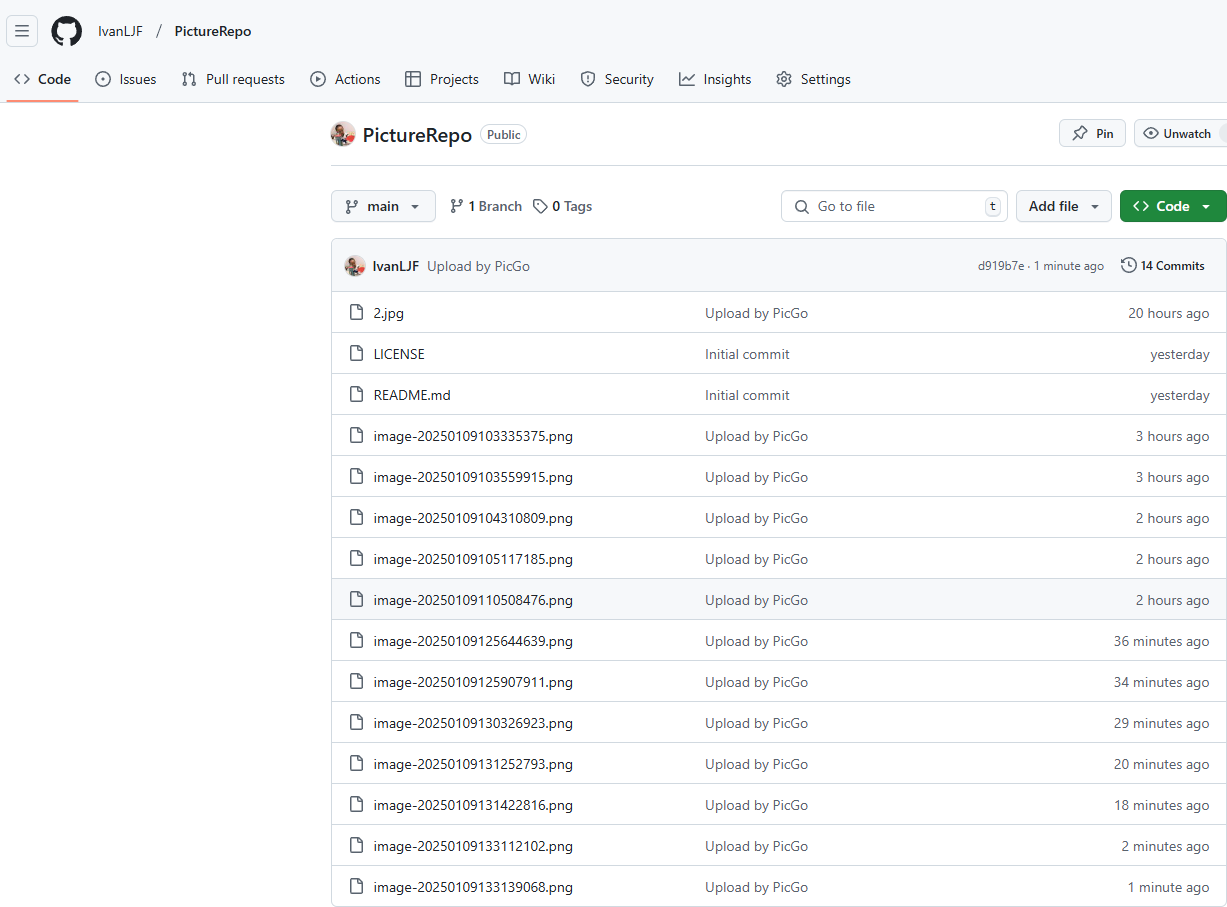 IvanLJF / PictureRepo
Code Issues Pull requests Actions Projects Wiki Security Insights Settings
PictureRepo Public Pin Unwatch
main 1 Branch 0 Tags Go to file t Add file Code
IvanLJF Upload by PicGo d919b7e · 1 minute ago 14 Commits
2.jpg Upload by PicGo 20 hours ago
LICENSE Initial commit yesterday
README.md Initial commit yesterday
image-20250109103335375.png Upload by PicGo 3 hours ago
image-20250109103559915.png Upload by PicGo 3 hours ago
image-20250109104310809.png Upload by PicGo 2 hours ago
image-20250109105117185.png Upload by PicGo 2 hours ago
image-20250109110508476.png Upload by PicGo 2 hours ago
image-20250109125644639.png Upload by PicGo 36 minutes ago
image-20250109125907911.png Upload by PicGo 34 minutes ago
image-20250109130326923.png Upload by PicGo 29 minutes ago
image-20250109131252793.png Upload by PicGo 20 minutes ago
image-20250109131422816.png Upload by PicGo 18 minutes ago
image-20250109133112102.png Upload by PicGo 2 minutes ago
image-20250109133139068.png Upload by PicGo 1 minute ago